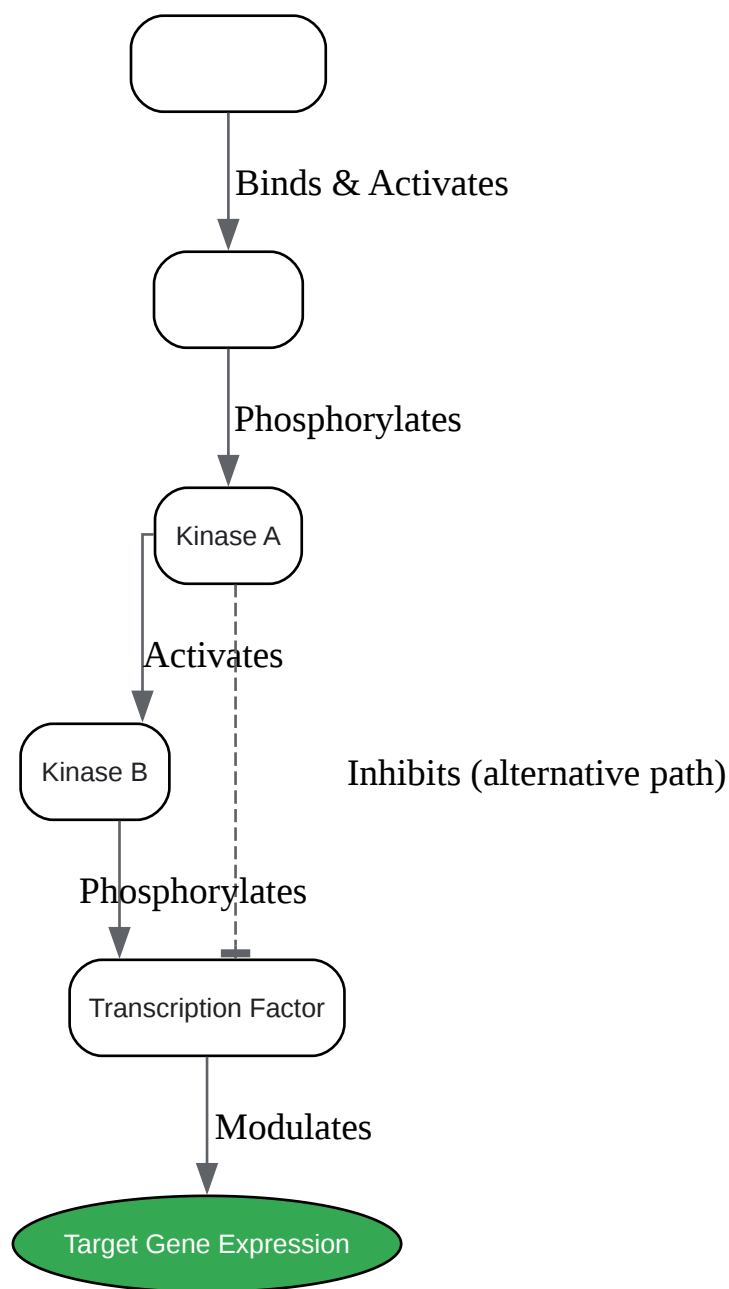 Binds & Activates
Phosphorylates
Kinase A
Activates
Kinase B
Inhibits (alternative path)
Phosphorylates
Transcription Factor
Modulates
Target Gene Expression